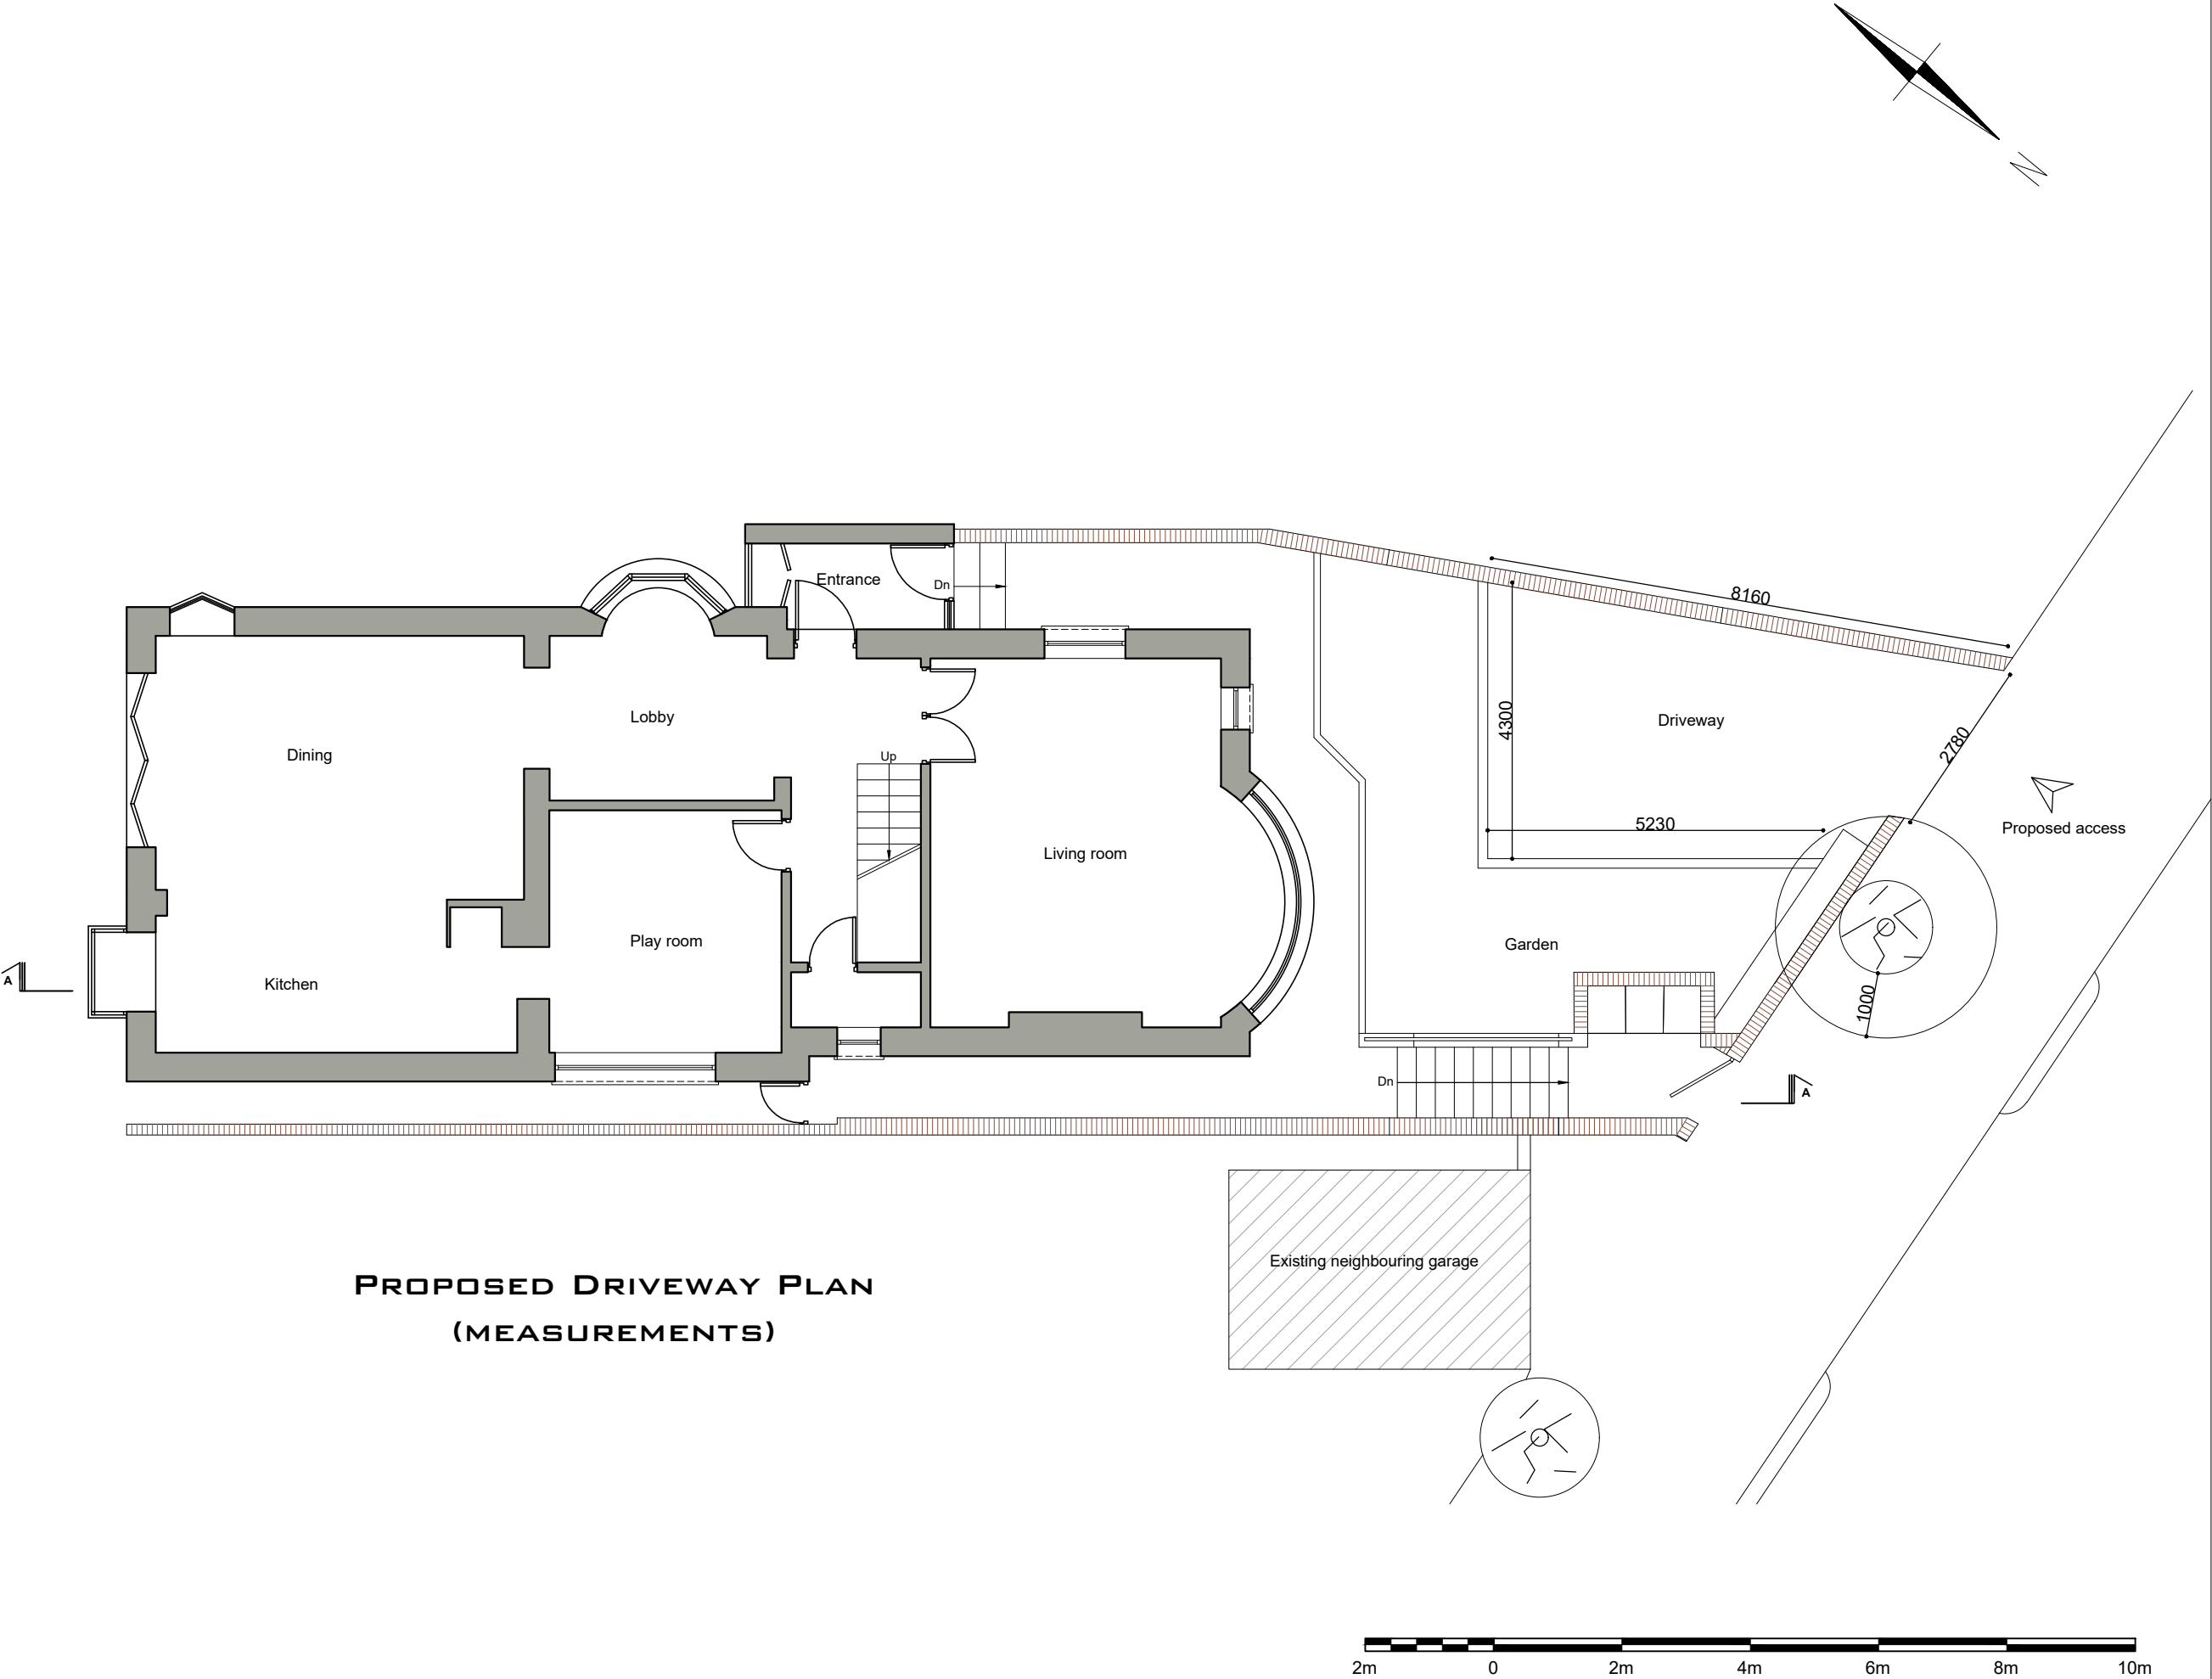 N
8160
Entrance
Dn
4300
Driveway
Lobby
2780
Dining
Up
5230
Proposed access
Living room
Play room
Garden
A
Kitchen
1000
Dn
A
Existing neighbouring garage
Proposed Driveway Plan
(measurements)
2m 0 2m 4m 6m 8m 10m